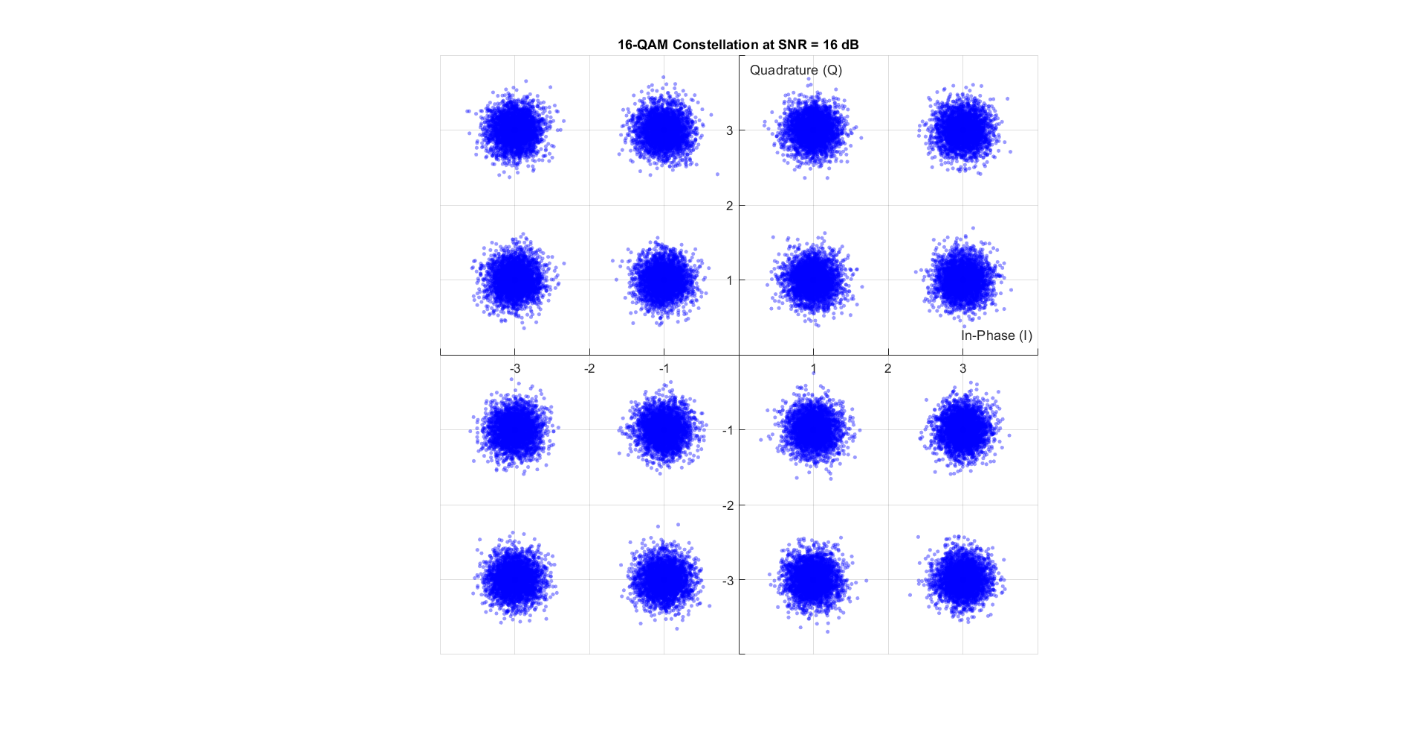 16-QAM Constellation at SNR = 16 dB
Quadrature (Q)
3
2
1
In-Phase (I)
-3 -2 -1 1 2 3
-1
-2
-3